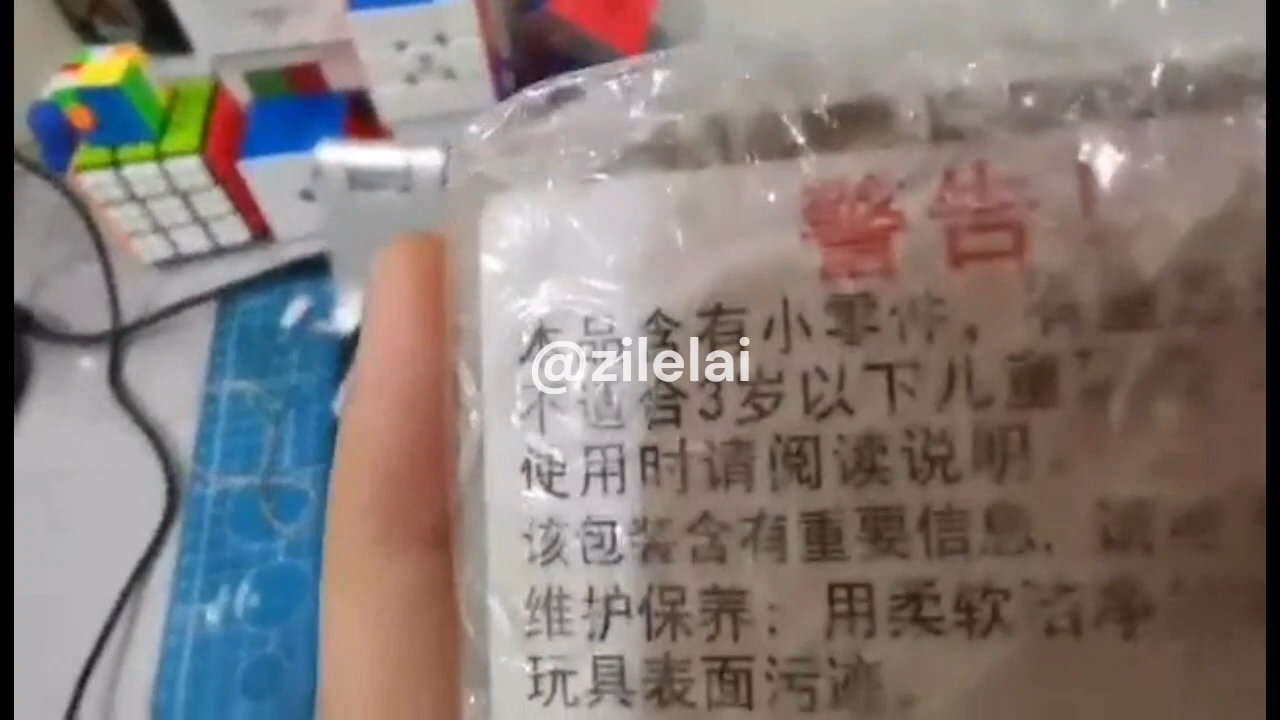 警告!
本品含有小零件,
@zilelai
不适合3岁以下儿童
使用时请阅读说明.
该包装含有重要信息.
维护保养:用柔软洁净
玩具表面污迹.